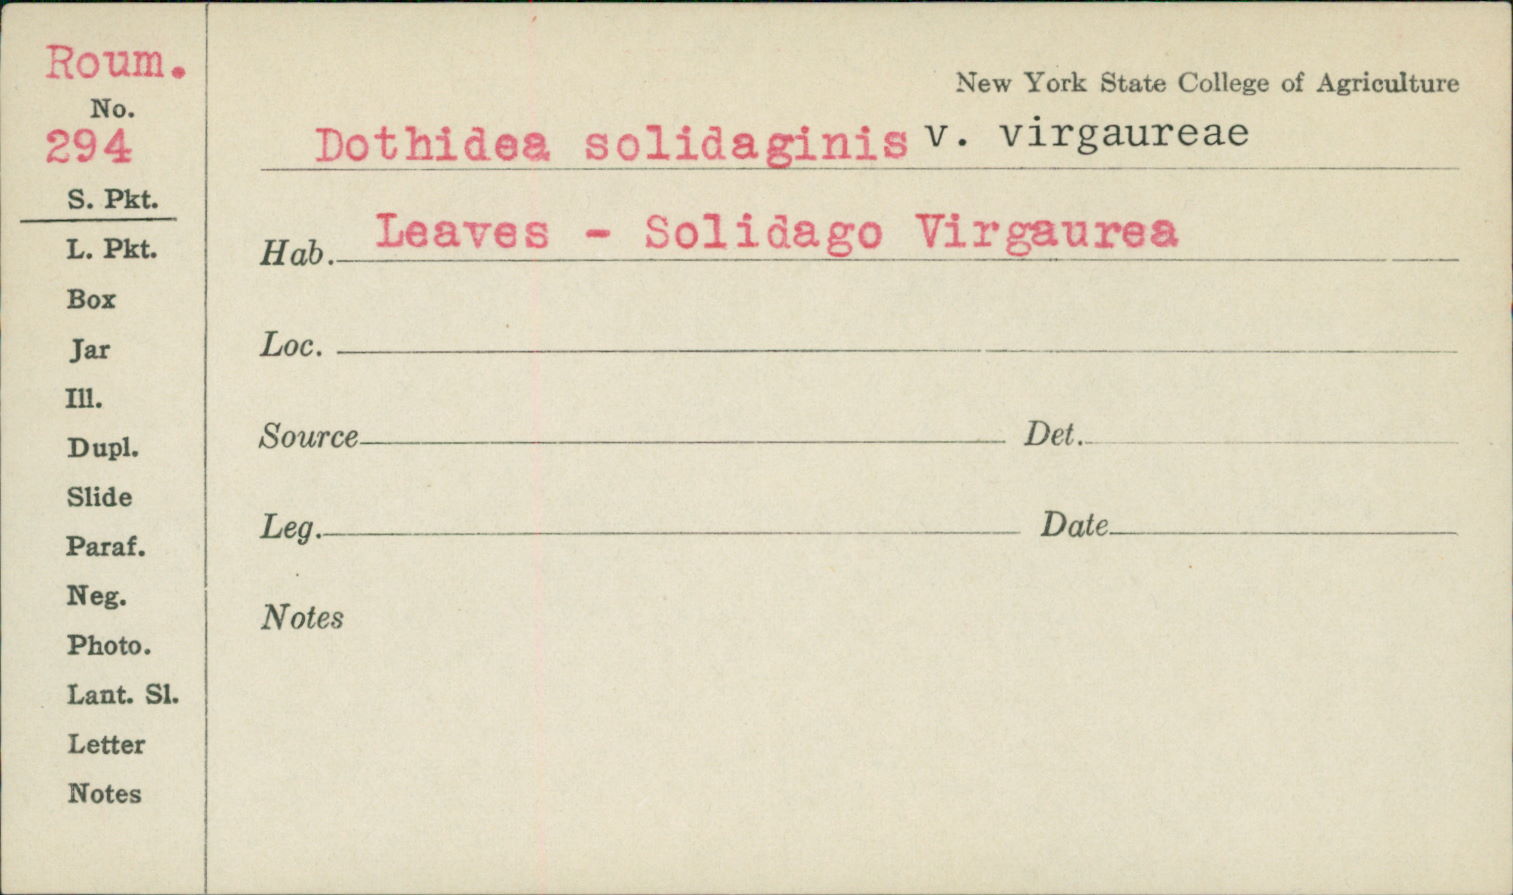 Roum.
No.
294
S. Pkt.
L. Pkt.
Box
Jar
Ill.
Dupl.
Slide
Paraf.
Neg.
Photo.
Lant. Sl.
Letter
Notes
New York State College of Agriculture
Dothidea solidaginis v. virgaureae
Hab. Leaves - Solidago Virgaurea
Loc.
Source Det.
Leg. Date
Notes